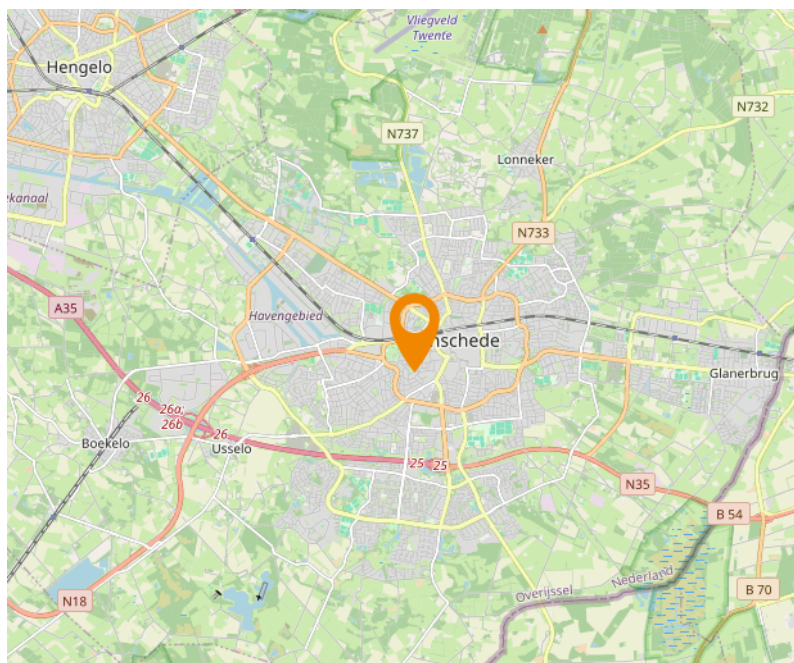 Vliegveld
Twente
Hengelo
N732
N737
Lonneker
ekanaal
N733
A35
Havengebied
nschede
Glanerbrug
26
26a;
26b
26
Boekelo
Usselo
25
25
N35
B 54
Nederland
Overijssel
B 70
N18